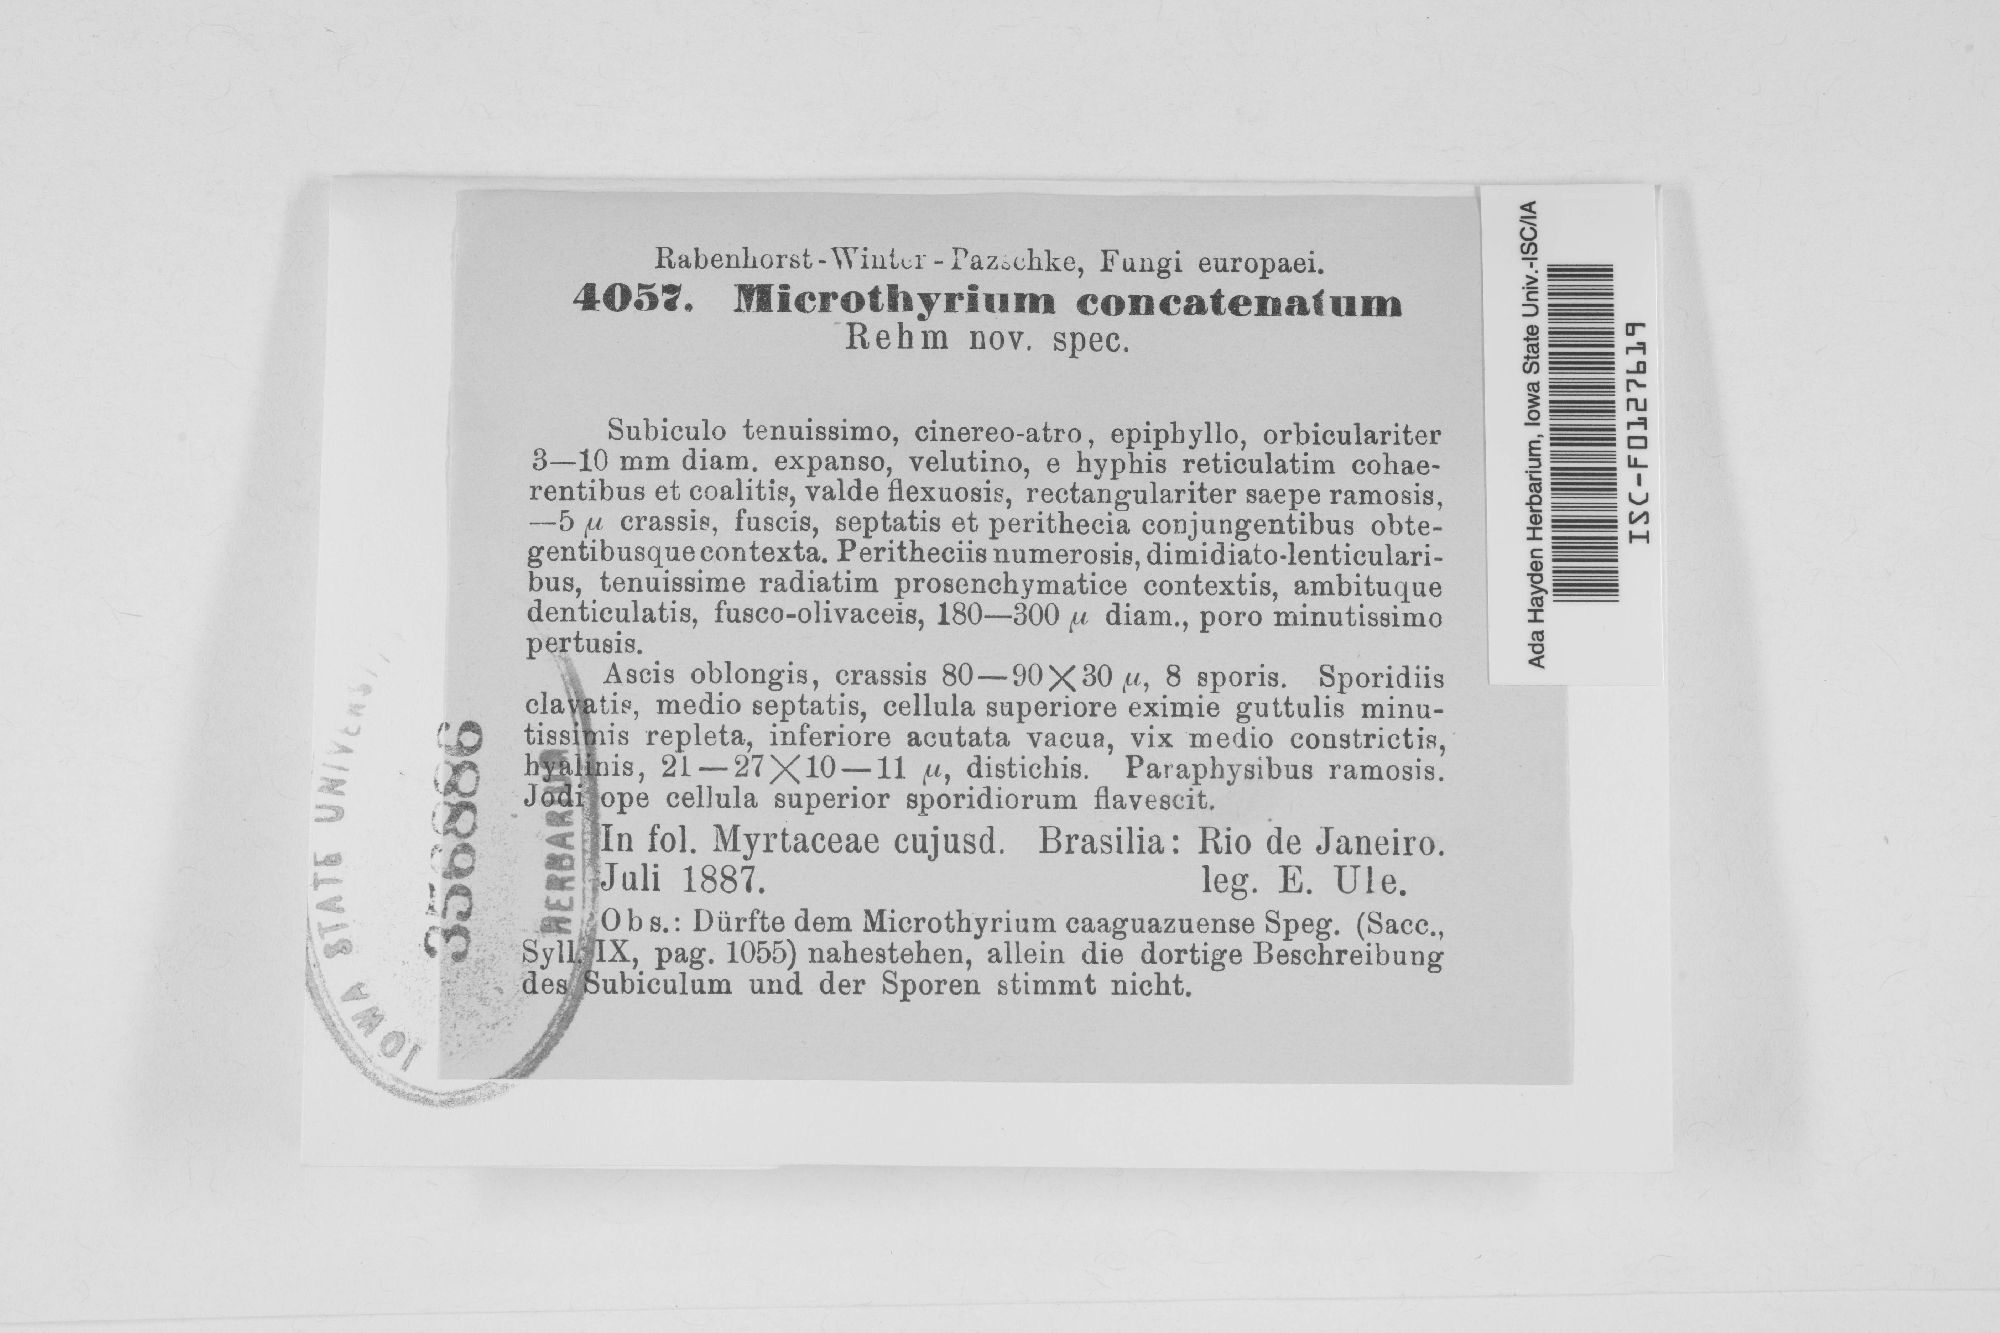 Rabenhorst-Winter-Pazschke, Fungi europaei.
4057. Microthyrium concatenatum
Rehm nov. spec.
Subiculo tenuissimo, cinereo-atro, epiphyllo, orbiculariter
3—10 mm diam. expanso, velutino, e hyphis reticulatim cohae-
rentibus et coalitis, valde flexuosis, rectangulariter saepe ramosis,
—5 µ crassis, fuscis, septatis et perithecia conjungentibus obte-
gentibusque contexta. Peritheciis numerosis, dimidiato-lenticulari-
bus, tenuissime radiatim prosenchymatice contextis, ambituque
denticulatis, fusco-olivaceis, 180—300 µ diam., poro minutissimo
pertusis.
Ascis oblongis, crassis 80—90×30 µ, 8 sporis. Sporidiis
clavatis, medio septatis, cellula superiore eximie guttulis minu-
tissimis repleta, inferiore acutata vacua, vix medio constrictis,
hyalinis, 21—27×10—11 µ, distichis. Paraphysibus ramosis.
Jodi ope cellula superior sporidiorum flavescit.
In fol. Myrtaceae cujusd. Brasilia: Rio de Janeiro.
Juli 1887. leg. E. Ule.
Obs.: Dürfte dem Microthyrium caaguazuense Speg. (Sacc.,
Syll. IX, pag. 1055) nahestehen, allein die dortige Beschreibung
des Subiculum und der Sporen stimmt nicht.
IOWA STATE UNIVERS
356886
HERBARIUM
Ada Hayden Herbarium, Iowa State Univ.-ISC/IA
ISC-F0127619